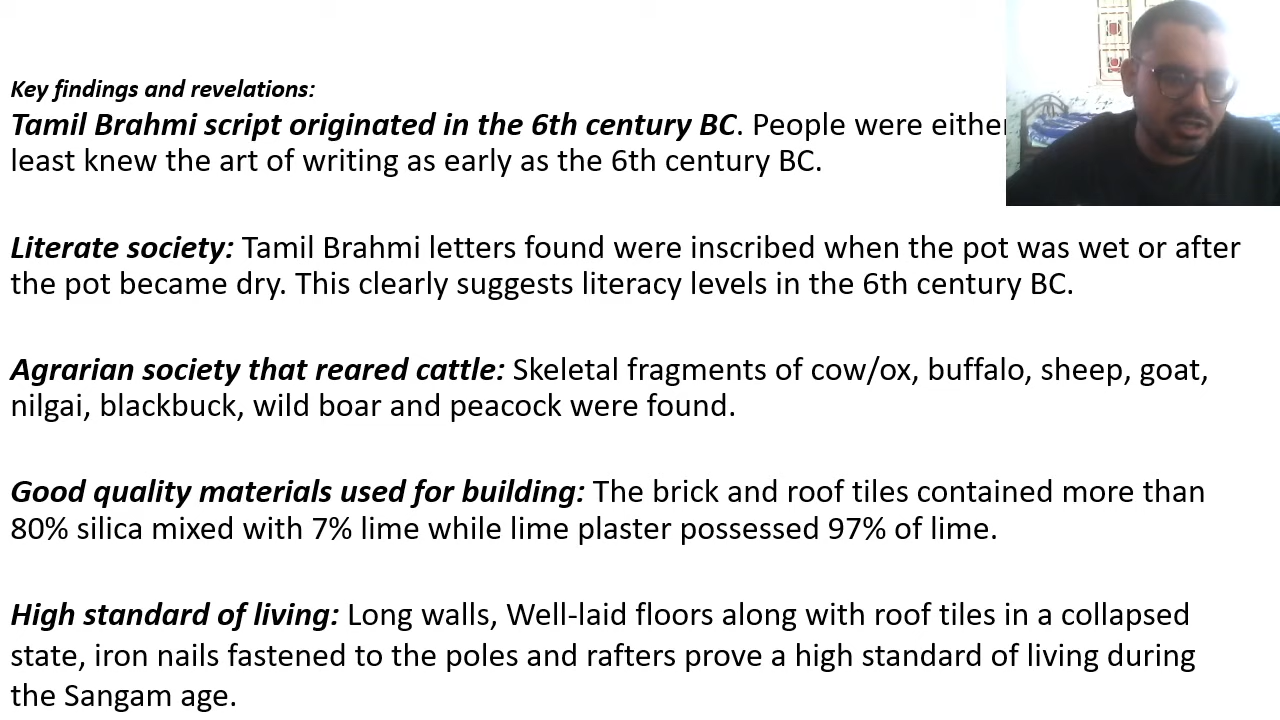 Key findings and revelations:
Tamil Brahmi script originated in the 6th century BC. People were either
least knew the art of writing as early as the 6th century BC.
Literate society: Tamil Brahmi letters found were inscribed when the pot was wet or after
the pot became dry. This clearly suggests literacy levels in the 6th century BC.
Agrarian society that reared cattle: Skeletal fragments of cow/ox, buffalo, sheep, goat,
nilgai, blackbuck, wild boar and peacock were found.
Good quality materials used for building: The brick and roof tiles contained more than
80% silica mixed with 7% lime while lime plaster possessed 97% of lime.
High standard of living: Long walls, Well-laid floors along with roof tiles in a collapsed
state, iron nails fastened to the poles and rafters prove a high standard of living during
the Sangam age.